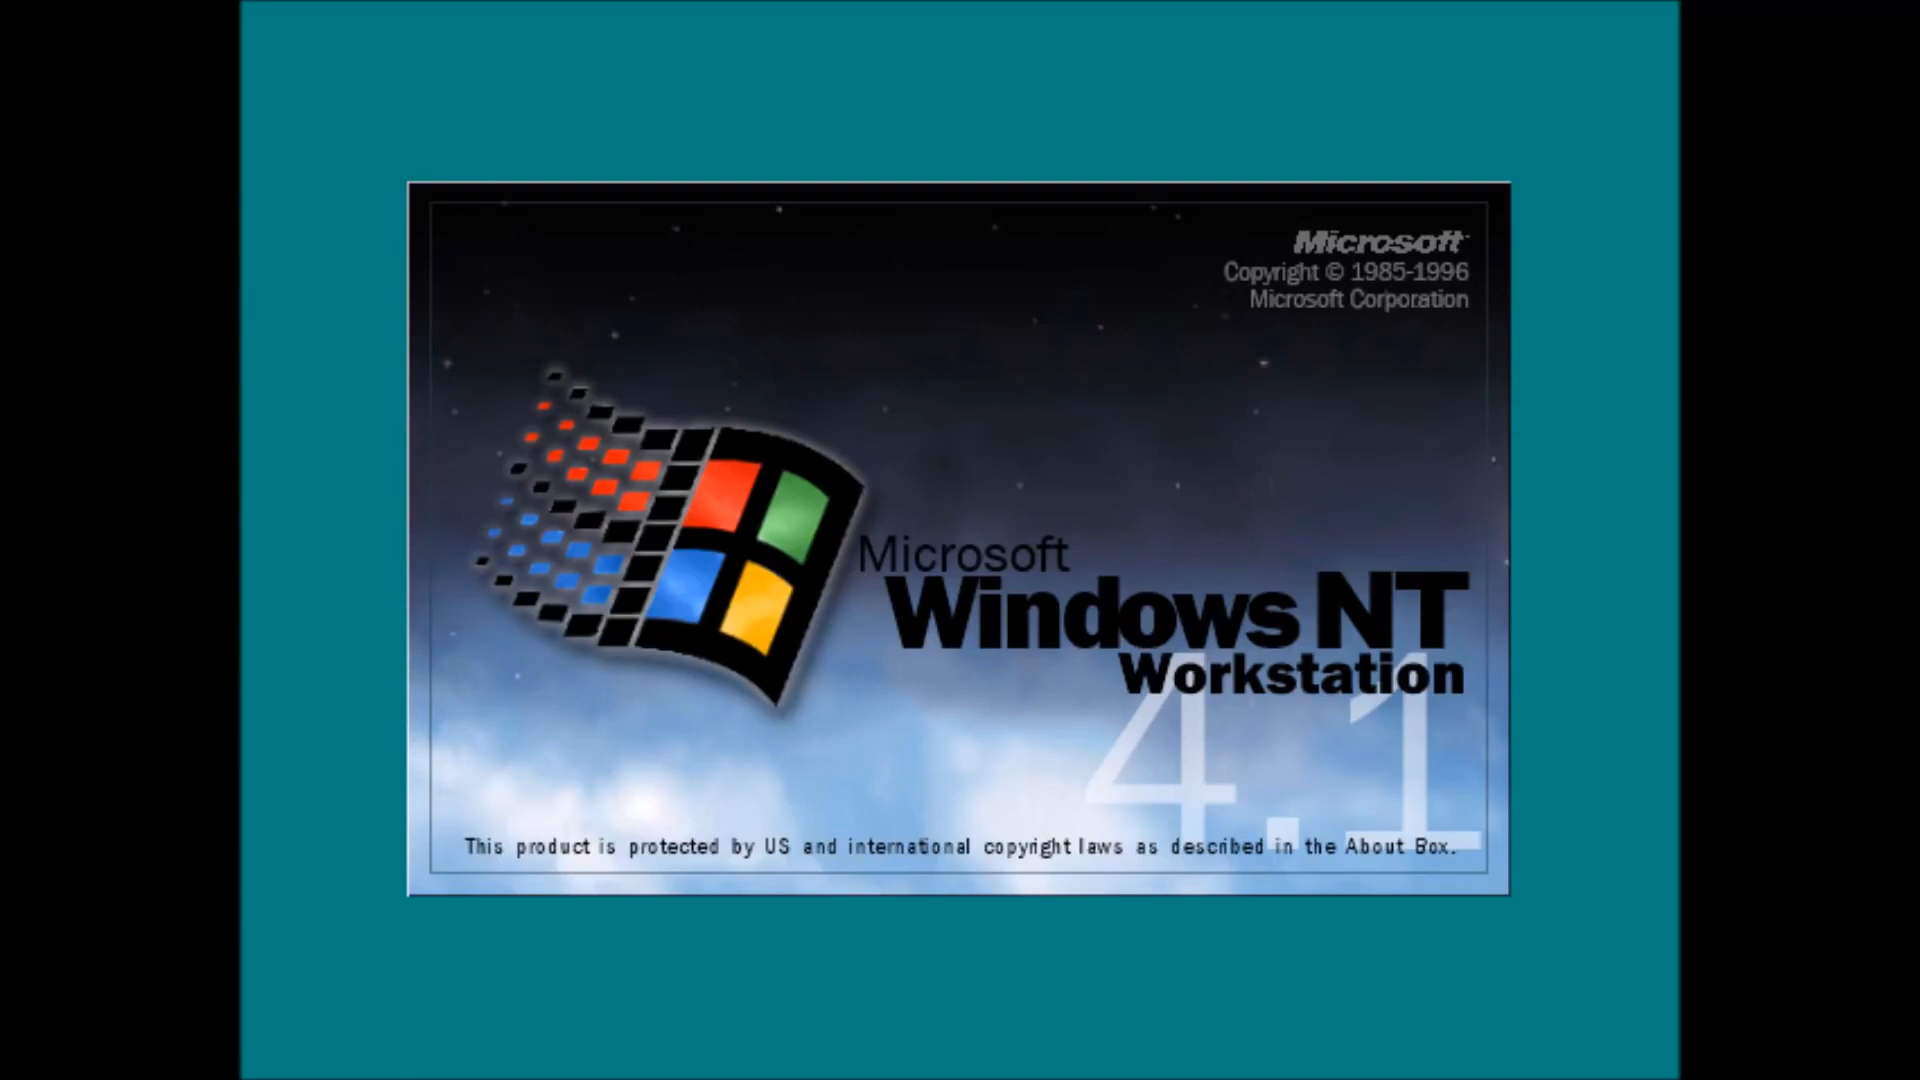 Microsoft
Copyright © 1985-1996
Microsoft Corporation
Microsoft
Windows NT
Workstation
4.1
This product is protected by US and international copyright laws as described in the About Box.